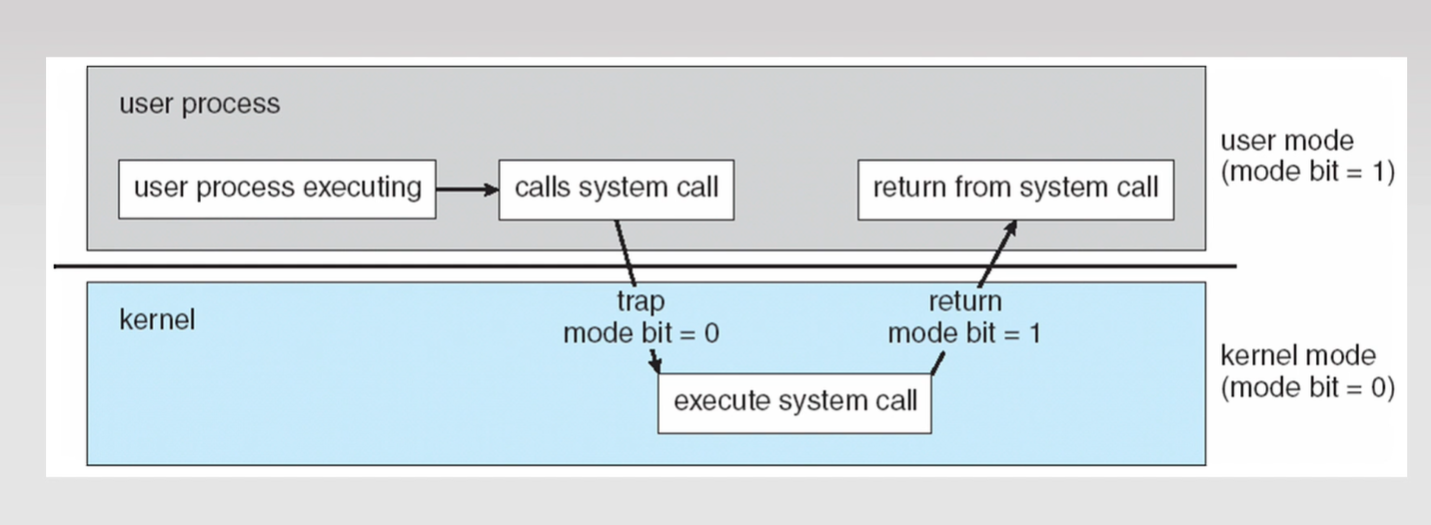 user process
user process executing
calls system call
return from system call
user mode
(mode bit = 1)
kernel
trap
mode bit = 0
return
mode bit = 1
execute system call
kernel mode
(mode bit = 0)